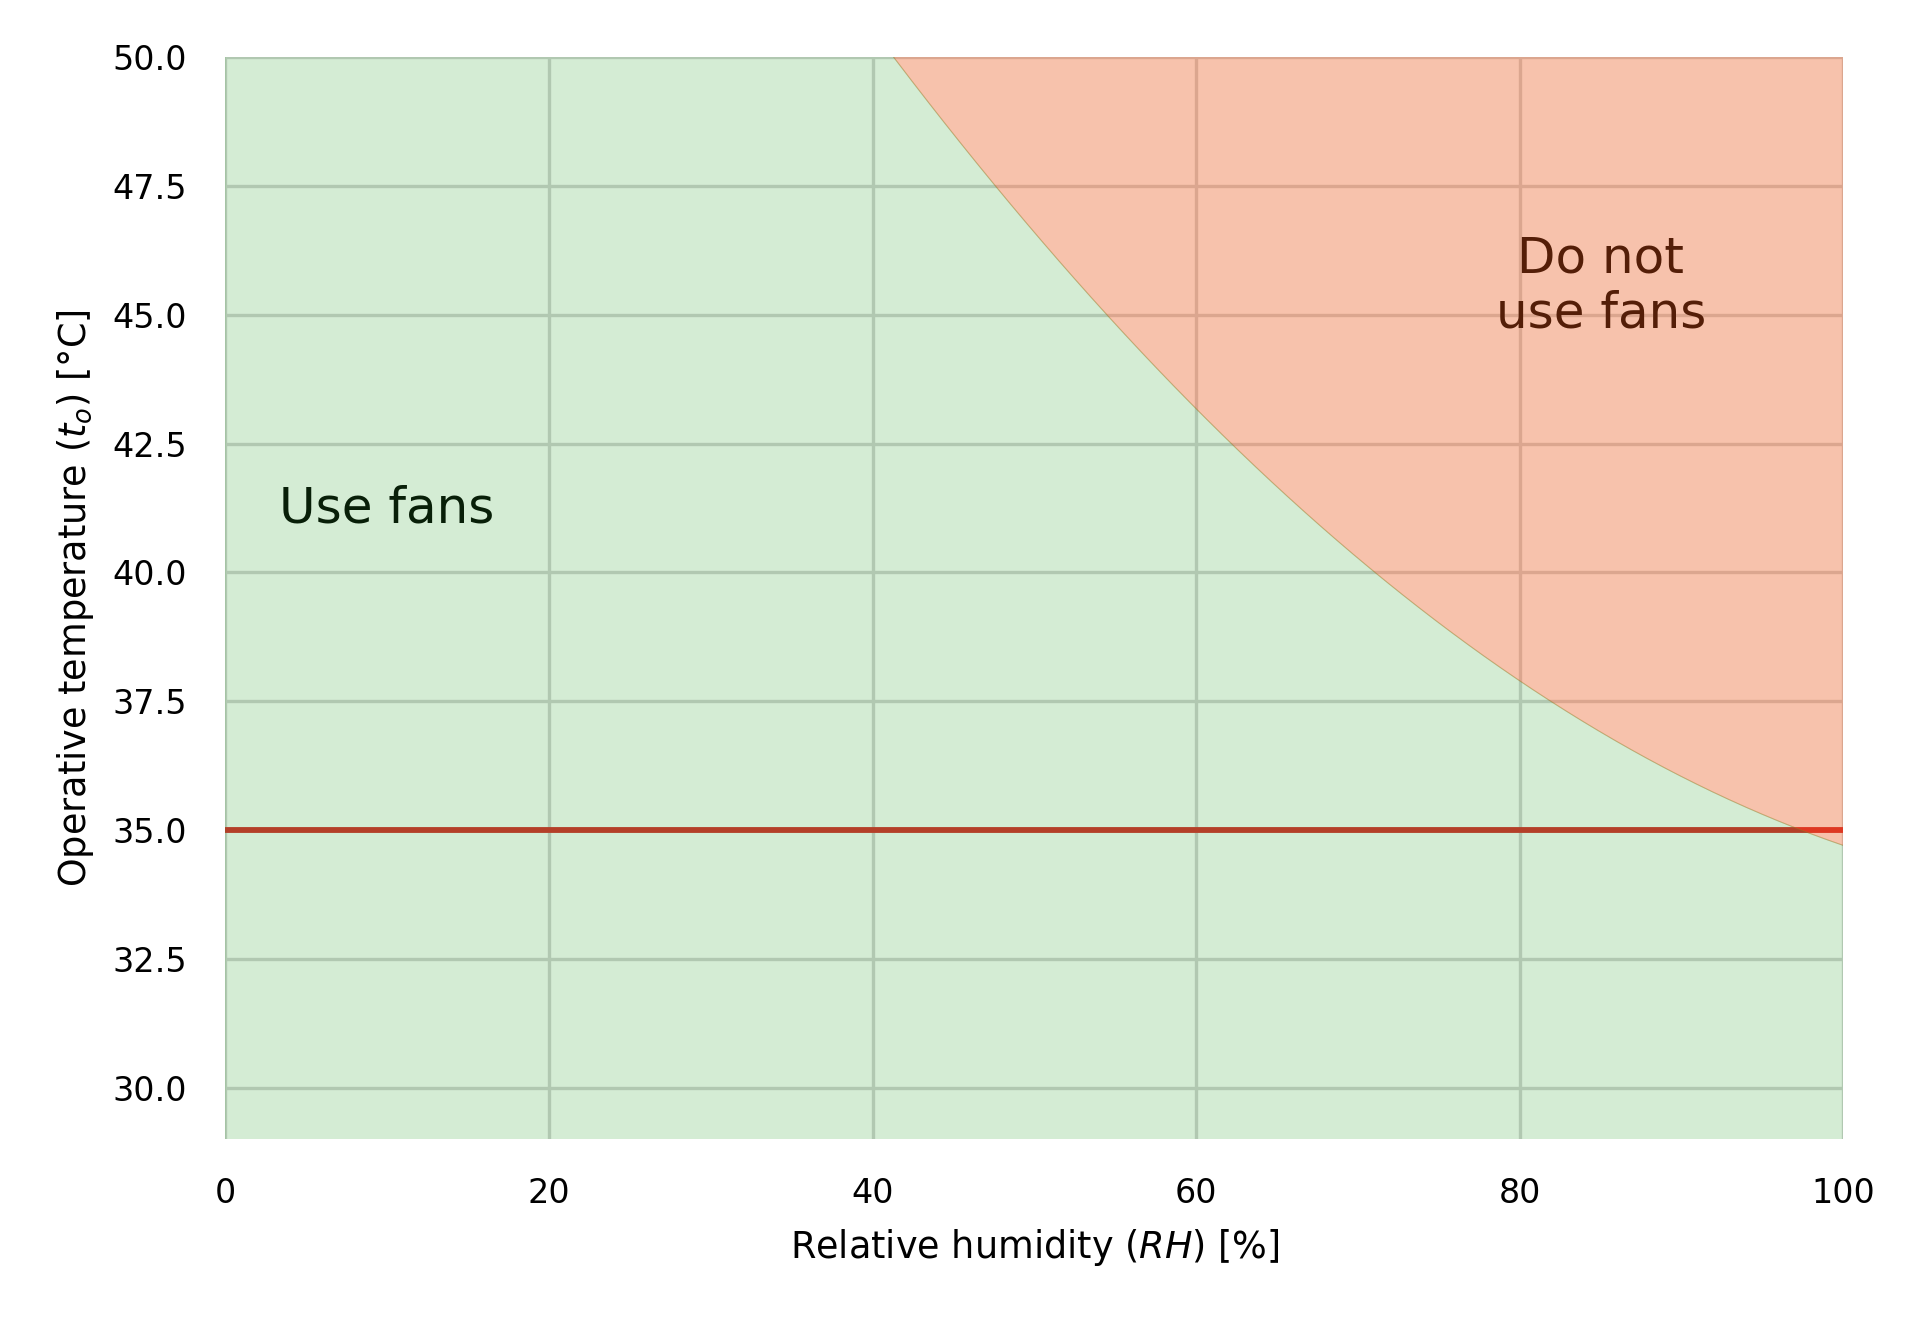 50.0
47.5
45.0
42.5
40.0
37.5
35.0
32.5
30.0
Operative temperature (tₒ) [°C]
Do not
use fans
Use fans
0 20 40 60 80 100
Relative humidity (RH) [%]